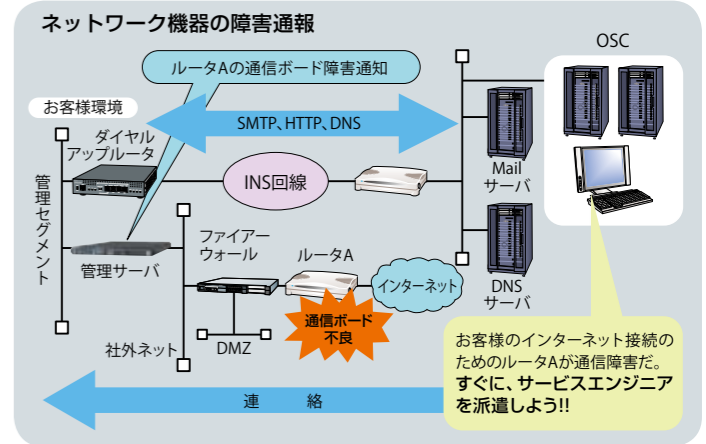 ネットワーク機器の障害通報
OSC
ルータAの通信ボード障害通知
お客様環境
SMTP、HTTP、DNS
ダイヤル
アップルータ
INS回線
Mail
サーバ
管理セグメント
管理サーバ
ファイアー
ウォール
ルータA
インターネット
DNS
サーバ
通信ボード
不良
社外ネット
DMZ
お客様のインターネット接続の
ためのルータAが通信障害だ。
すぐに、サービスエンジニア
を派遣しよう!!
連　絡